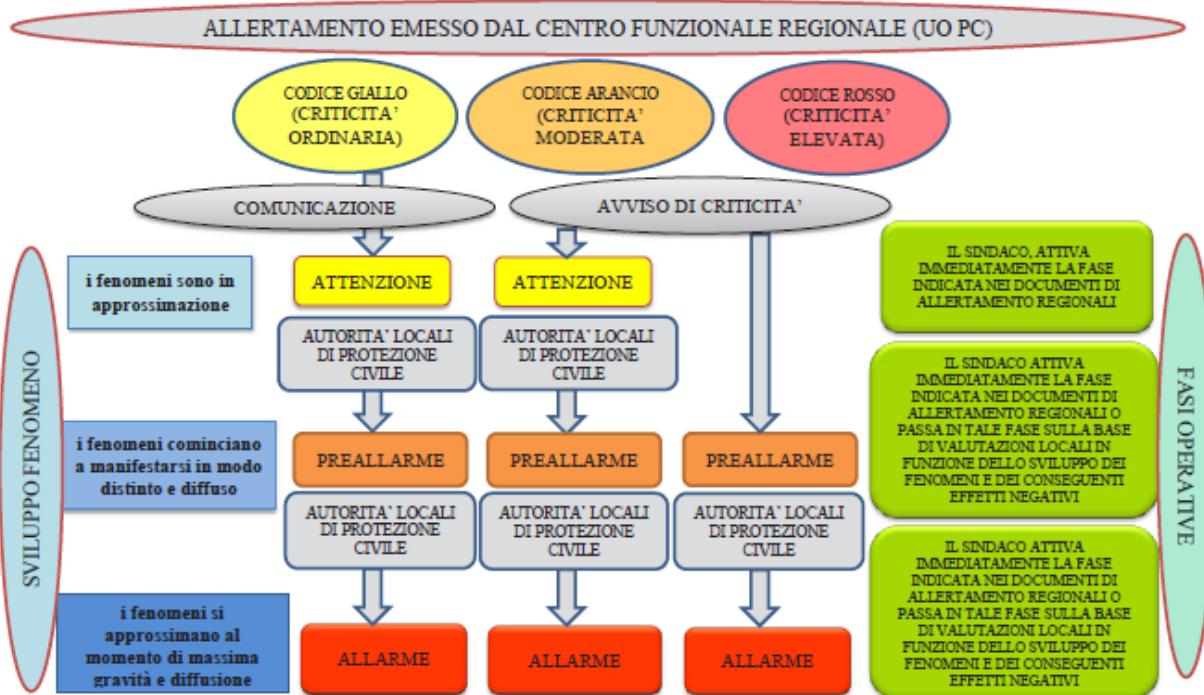 ALLERTAMENTO EMESSO DAL CENTRO FUNZIONALE REGIONALE (UO PC)
CODICE GIALLO
(CRITICITA’
ORDINARIA)
CODICE ARANCIO
(CRITICITA’
MODERATA
CODICE ROSSO
(CRITICITA’
ELEVATA)
COMUNICAZIONE
AVVISO DI CRITICITA’
SVILUPPO FENOMENO
i fenomeni sono in
approssimazione
ATTENZIONE
ATTENZIONE
IL SINDACO, ATTIVA
IMMEDIATAMENTE LA FASE
INDICATA NEI DOCUMENTI DI
ALLERTAMENTO REGIONALI
AUTORITA’ LOCALI
DI PROTEZIONE
CIVILE
AUTORITA’ LOCALI
DI PROTEZIONE
CIVILE
i fenomeni cominciano
a manifestarsi in modo
distinto e diffuso
PREALLARME
PREALLARME
PREALLARME
IL SINDACO ATTIVA
IMMEDIATAMENTE LA FASE
INDICATA NEI DOCUMENTI DI
ALLERTAMENTO REGIONALI O
PASSA IN TALE FASE SULLA BASE
DI VALUTAZIONI LOCALI IN
FUNZIONE DELLO SVILUPPO DEI
FENOMENI E DEI CONSEGUENTI
EFFETTI NEGATIVI
AUTORITA’ LOCALI
DI PROTEZIONE
CIVILE
AUTORITA’ LOCALI
DI PROTEZIONE
CIVILE
AUTORITA’ LOCALI
DI PROTEZIONE
CIVILE
i fenomeni si
approssimano al
momento di massima
gravità e diffusione
ALLARME
ALLARME
ALLARME
IL SINDACO ATTIVA
IMMEDIATAMENTE LA FASE
INDICATA NEI DOCUMENTI DI
ALLERTAMENTO REGIONALI O
PASSA IN TALE FASE SULLA BASE
DI VALUTAZIONI LOCALI IN
FUNZIONE DELLO SVILUPPO DEI
FENOMENI E DEI CONSEGUENTI
EFFETTI NEGATIVI
FASI OPERATIVE